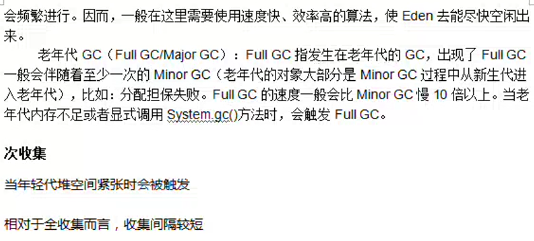 会频繁进行。因而，一般在这里需要使用速度快、效率高的算法，使 Eden 去能尽快空闲出
来。
老年代 GC（Full GC/Major GC）：Full GC 指发生在老年代的 GC，出现了 Full GC
一般会伴随着至少一次的 Minor GC（老年代的对象大部分是 Minor GC 过程中从新生代进
入老年代），比如：分配担保失败。Full GC 的速度一般会比 Minor GC 慢 10 倍以上。当老
年代内存不足或者显式调用 System.gc()方法时，会触发 Full GC。
次收集
当年轻代堆空间紧张时会被触发
相对于全收集而言，收集间隔较短